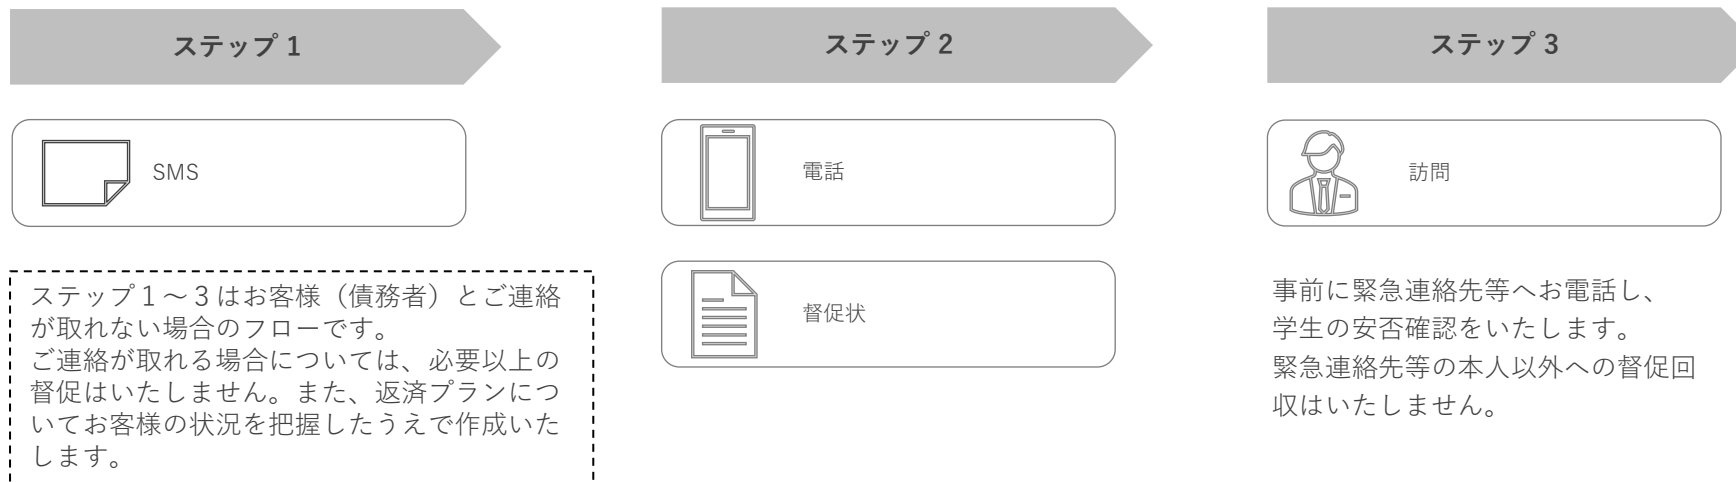 ステップ 1
SMS
ステップ１～３はお客様（債務者）とご連絡
が取れない場合のフローです。
ご連絡が取れる場合については、必要以上の
督促はいたしません。また、返済プランにつ
いてお客様の状況を把握したうえで作成いた
します。
ステップ 2
電話
督促状
ステップ 3
訪問
事前に緊急連絡先等へお電話し、
学生の安否確認をいたします。
緊急連絡先等の本人以外への督促回
収はいたしません。